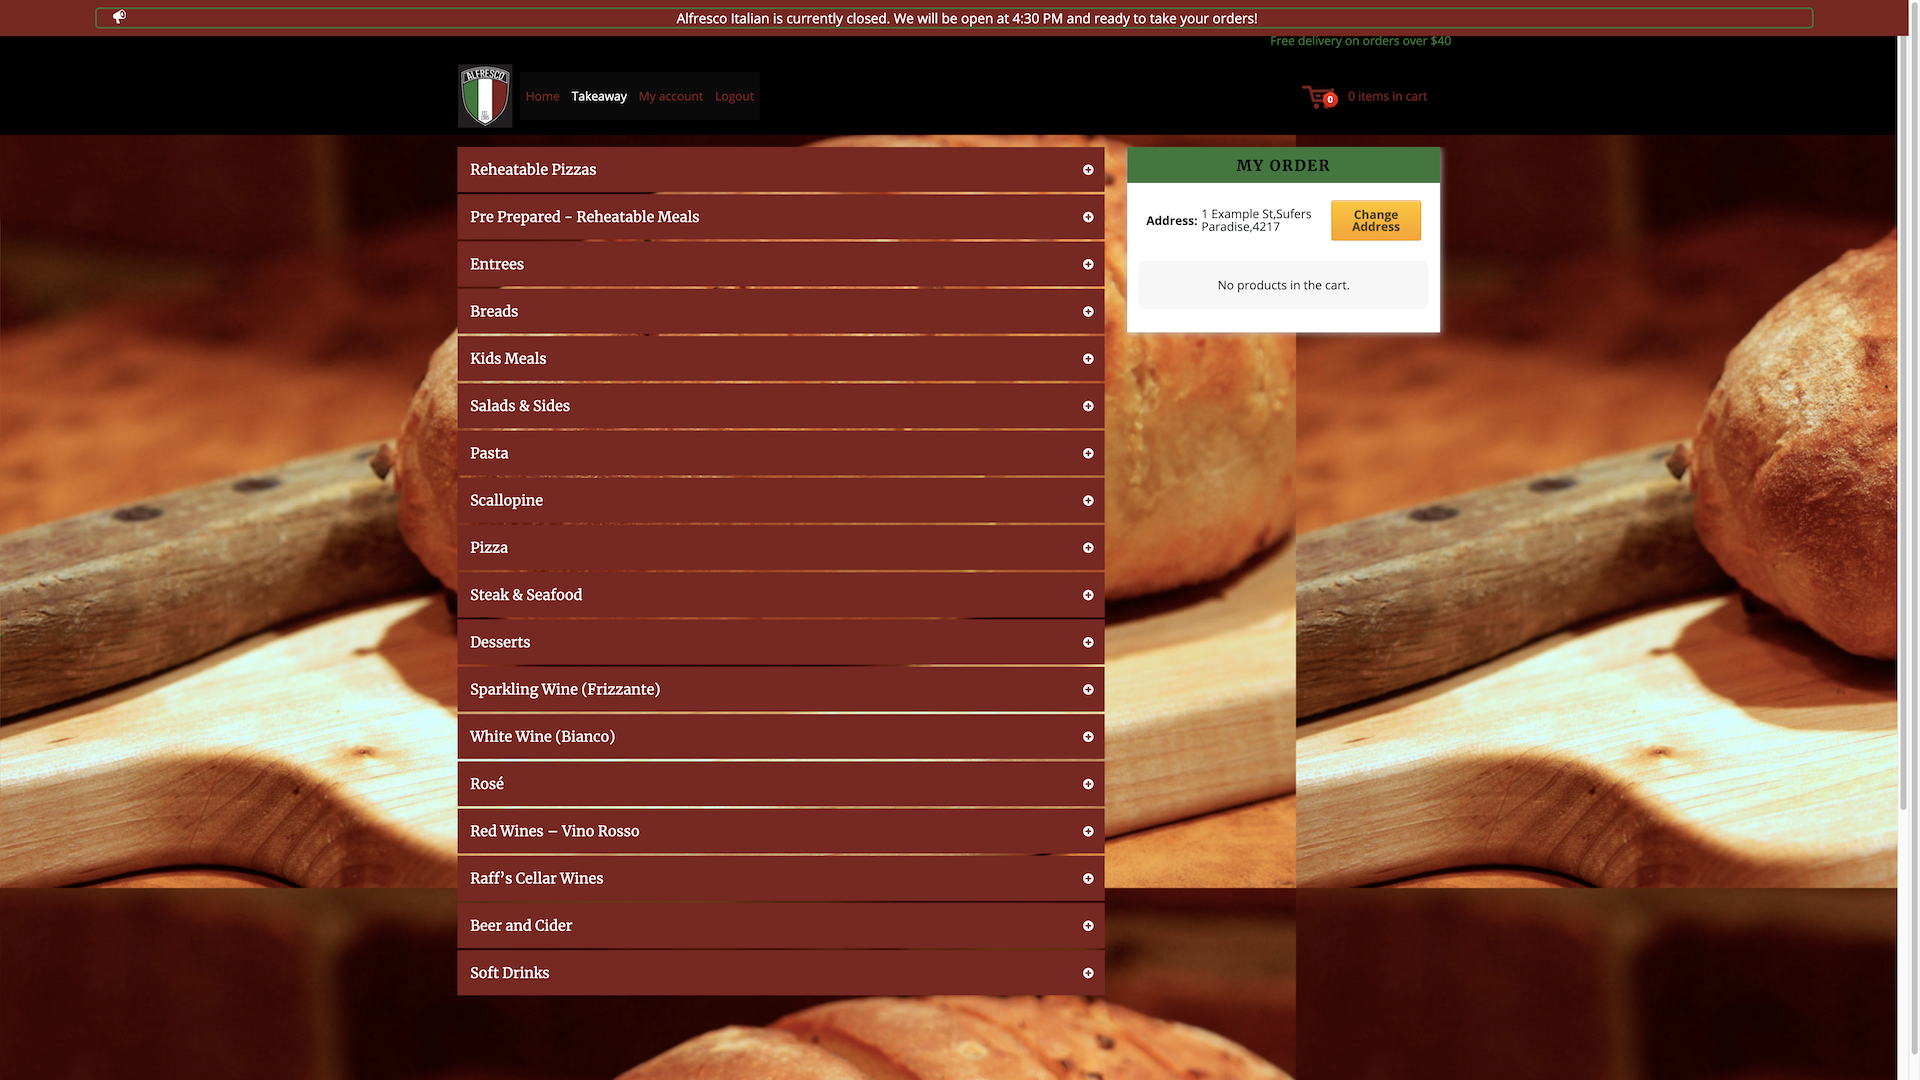 Alfresco Italian is currently closed. We will be open at 4:30 PM and ready to take your orders!
Free delivery on orders over $40
ALFRESCO
Home Takeaway My account Logout
0 0 items in cart
Reheatable Pizzas
Pre Prepared - Reheatable Meals
Entrees
Breads
Kids Meals
Salads & Sides
Pasta
Scallopine
Pizza
Steak & Seafood
Desserts
Sparkling Wine (Frizzante)
White Wine (Bianco)
Rosé
Red Wines – Vino Rosso
Raff’s Cellar Wines
Beer and Cider
Soft Drinks
MY ORDER
Address: 1 Example St,Sufers
Paradise,4217
Change
Address
No products in the cart.